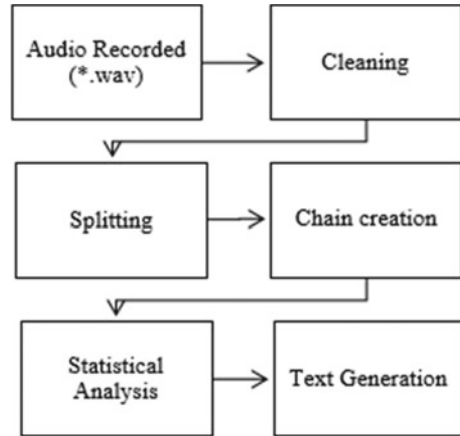 Audio Recorded
(*.wav)
Cleaning
Splitting
Chain creation
Statistical
Analysis
Text Generation